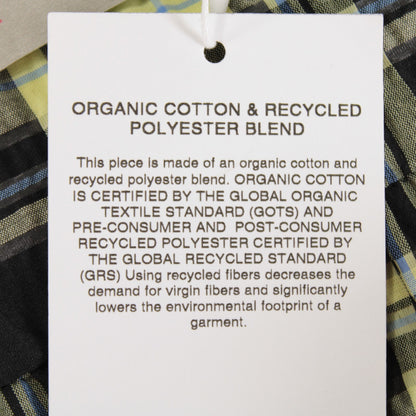 ORGANIC COTTON & RECYCLED
POLYESTER BLEND
This piece is made of an organic cotton and
recycled polyester blend. ORGANIC COTTON
IS CERTIFIED BY THE GLOBAL ORGANIC
TEXTILE STANDARD (GOTS) AND
PRE-CONSUMER AND POST-CONSUMER
RECYCLED POLYESTER CERTIFIED BY
THE GLOBAL RECYCLED STANDARD
(GRS) Using recycled fibers decreases the
demand for virgin fibers and significantly
lowers the environmental footprint of a
garment.